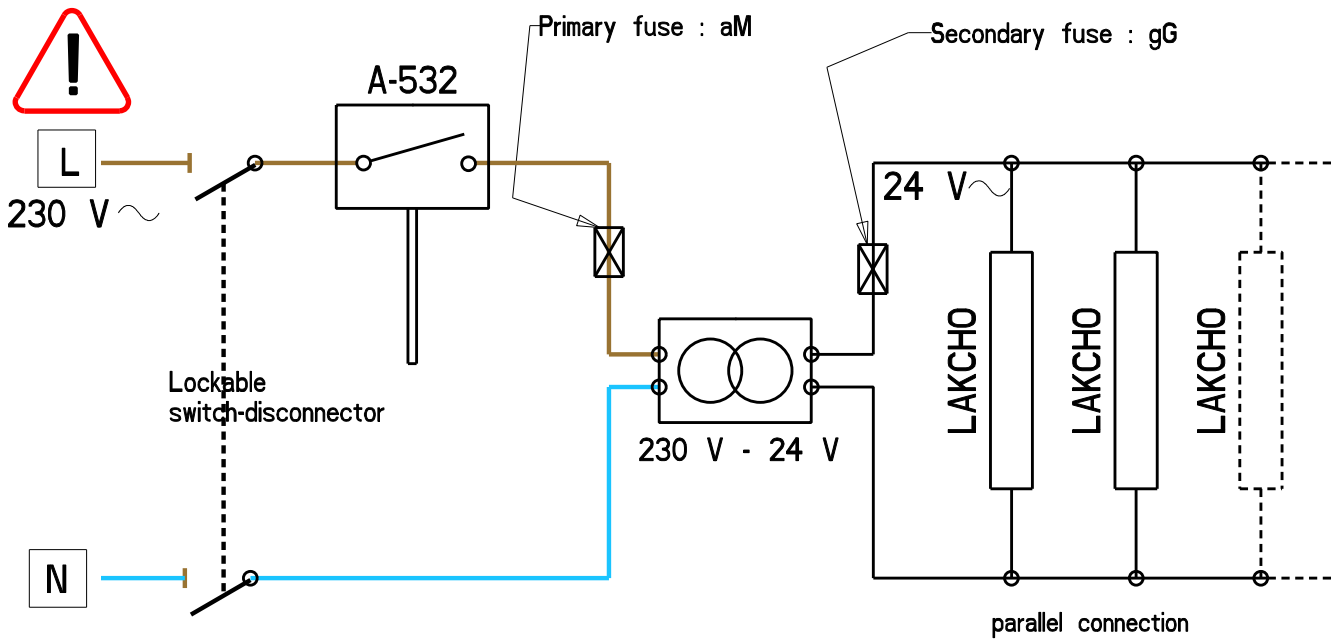 !
Primary fuse : aM
Secondary fuse : gG
A-532
L
230 V ~
24 V ~
LAKCHO
LAKCHO
LAKCHO
Lockable
switch-disconnector
230 V - 24 V
N
parallel connection